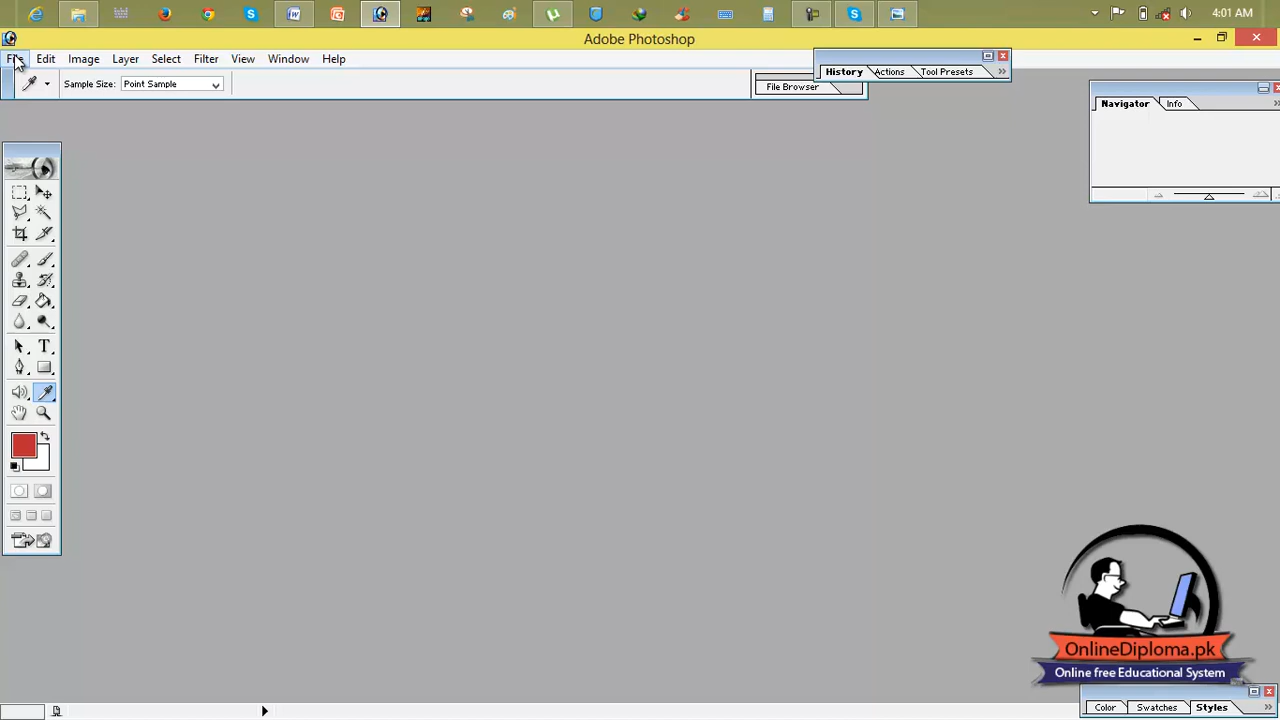 4:01 AM
Adobe Photoshop
File Edit Image Layer Select Filter View Window Help
Sample Size: Point Sample
File Browser
History Actions Tool Presets
Navigator Info
OnlineDiploma.pk
Online free Educational System
Color Swatches Styles